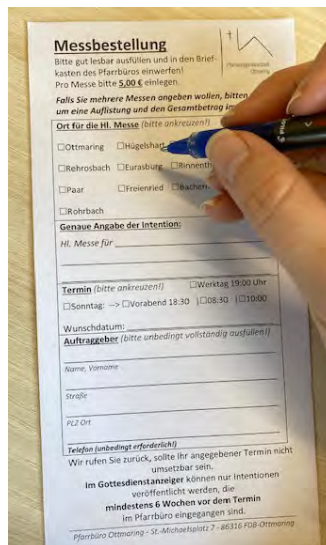 Messbestellung
Bitte gut lesbar ausfüllen und in den Brief-
kasten des Pfarrbüros einwerfen!
Pro Messe bitte 5,00 € einlegen.
Pfarreiengemeinschaft
Ottmaring
Falls Sie mehrere Messen angeben wollen, bitten
um eine Auflistung und den Gesamtbetrag im
Ort für die Hl. Messe (bitte ankreuzen!)
☐Ottmaring ☐Hügelshart
☐Rehrosbach ☐Eurasburg ☐Rinnenth
☐Paar ☐Freienried ☐Bachern
☐Rohrbach
Genaue Angabe der Intention:
Hl. Messe für
Termin (bitte ankreuzen!) ☐Werktag 19:00 Uhr
☐Sonntag: --> ☐Vorabend 18:30 |☐08:30 |☐10:00
Wunschdatum:
Auftraggeber (bitte unbedingt vollständig ausfüllen!)
Name, Vorname
Straße
PLZ Ort
Telefon (unbedingt erforderlich!)
Wir rufen Sie zurück, sollte ihr angegebener Termin nicht
umsetzbar sein.
Im Gottesdienstanzeiger können nur Intentionen
veröffentlicht werden, die
mindestens 6 Wochen vor dem Termin
im Pfarrbüro eingegangen sind.
Pfarrbüro Ottmaring - St.-Michaelsplatz 7 - 86316 FDB-Ottmaring